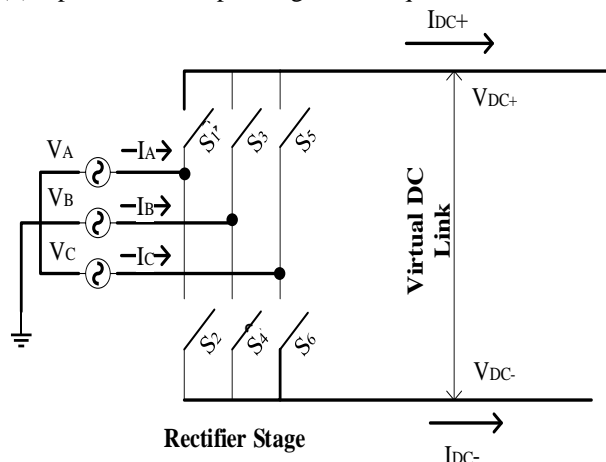 IDC+
VDC+
S1
S3
S5
VA
IA
VB
IB
VC
IC
Virtual DC
Link
S2
S4
S6
VDC-
Rectifier Stage
IDC-